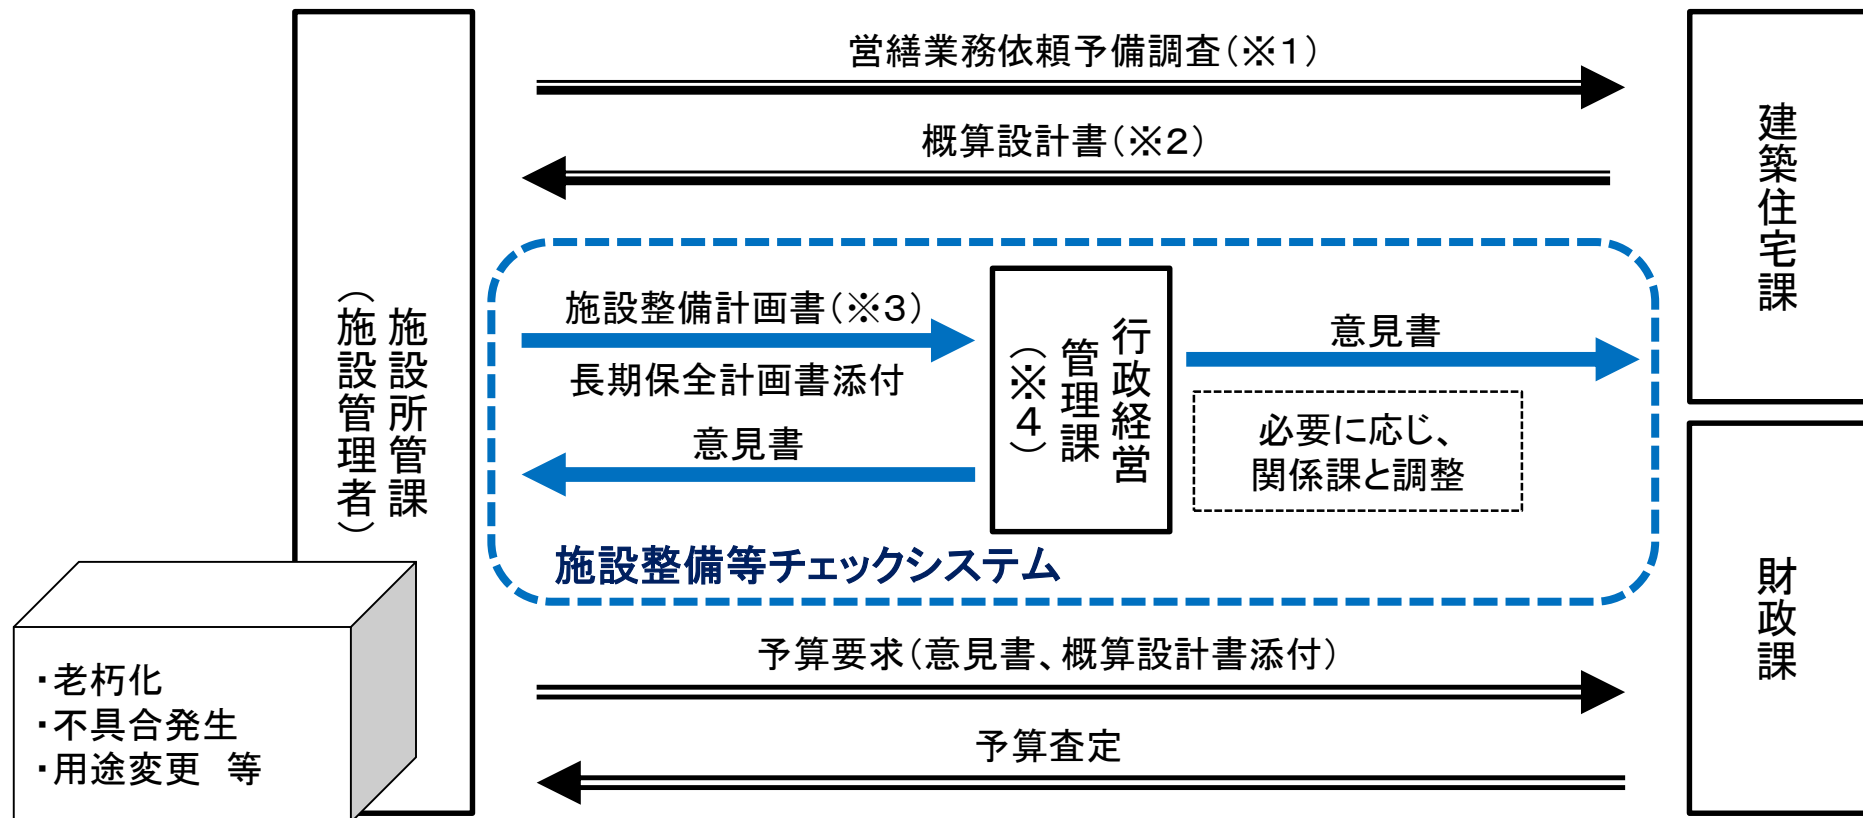 営繕業務依頼予備調査(※1)
概算設計書(※2)
建築住宅課
施設所管課
(施設管理者)
施設整備計画書(※3)
長期保全計画書添付
意見書
行政経営
管理課
(※4)
意見書
必要に応じ、
関係課と調整
施設整備等チェックシステム
財政課
予算要求(意見書、概算設計書添付)
予算査定
・老朽化
・不具合発生
・用途変更　等